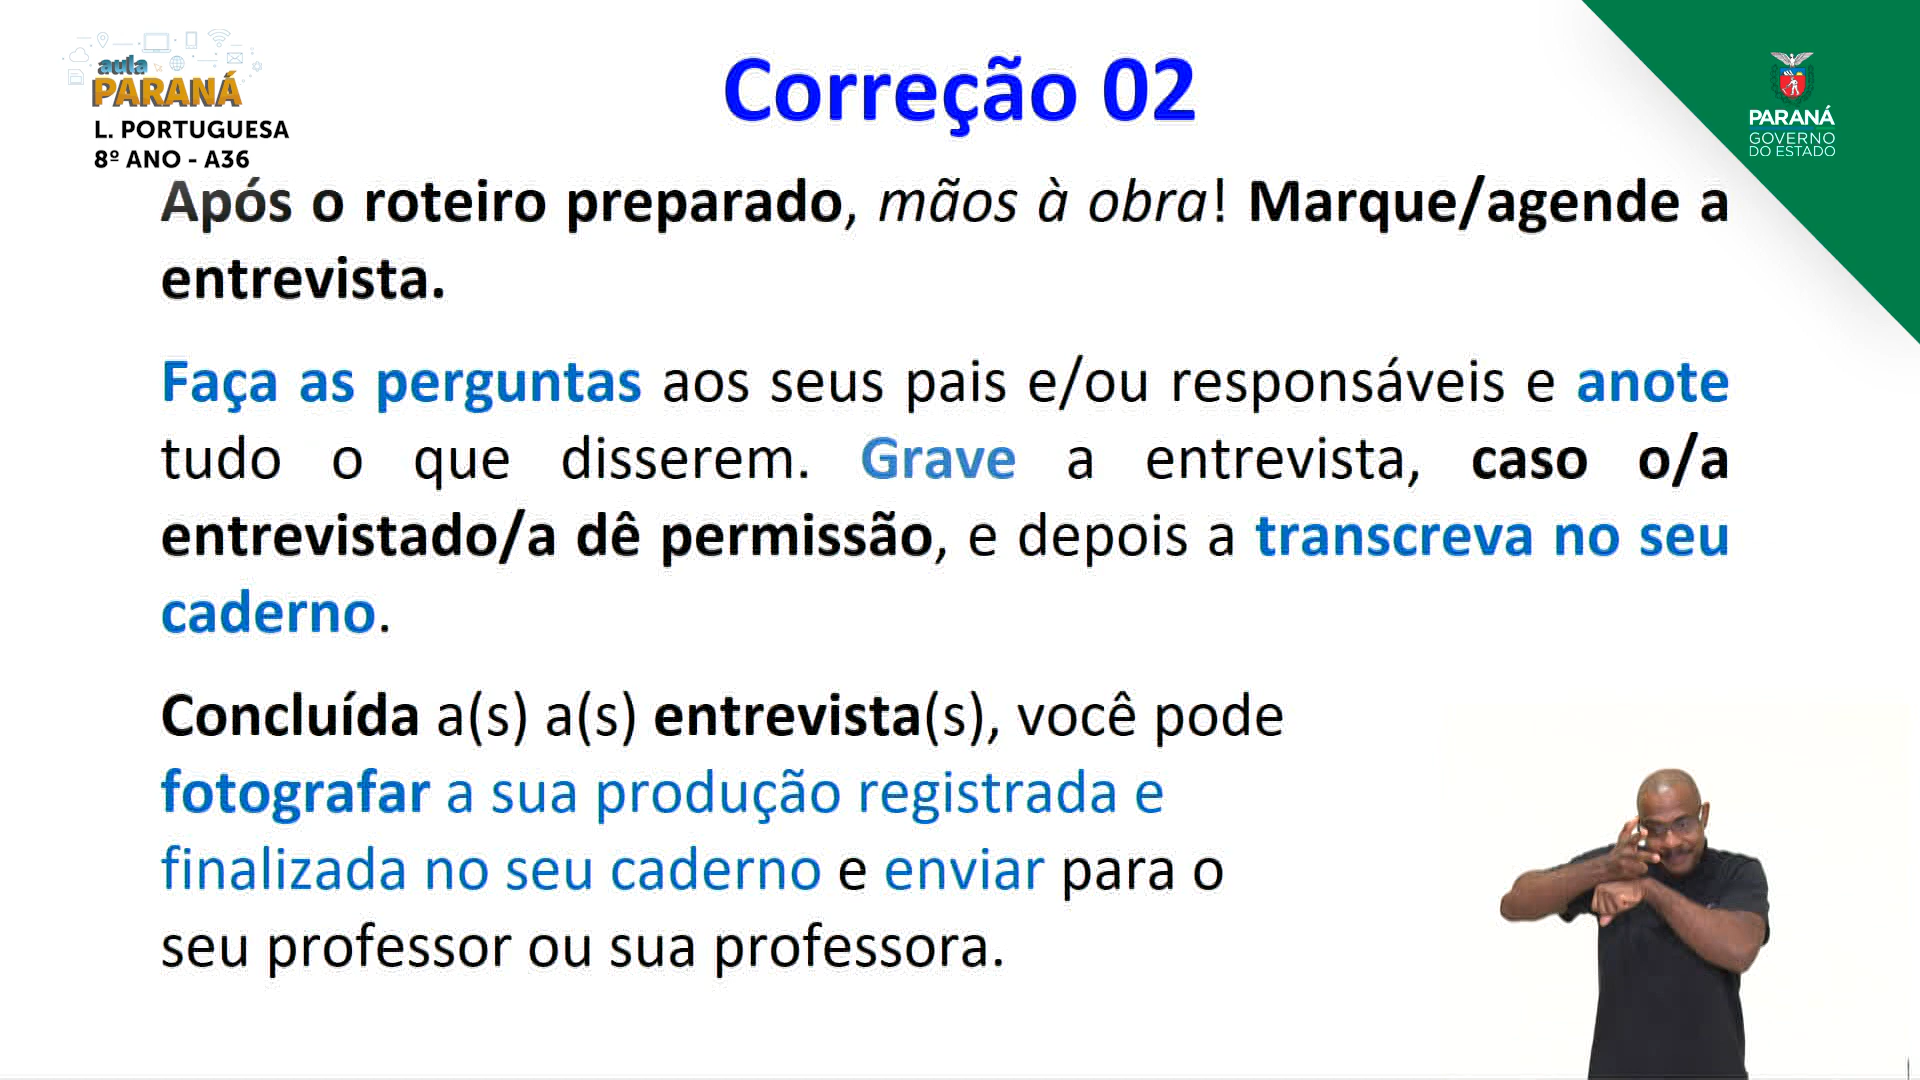 aula
PARANÁ
L. PORTUGUESA
8º ANO - A36
Correção 02
PARANÁ
GOVERNO
DO ESTADO
Após o roteiro preparado, mãos à obra! Marque/agende a
entrevista.
Faça as perguntas aos seus pais e/ou responsáveis e anote
tudo o que disserem. Grave a entrevista, caso o/a
entrevistado/a dê permissão, e depois a transcreva no seu
caderno.
Concluída a(s) a(s) entrevista(s), você pode
fotografar a sua produção registrada e
finalizada no seu caderno e enviar para o
seu professor ou sua professora.